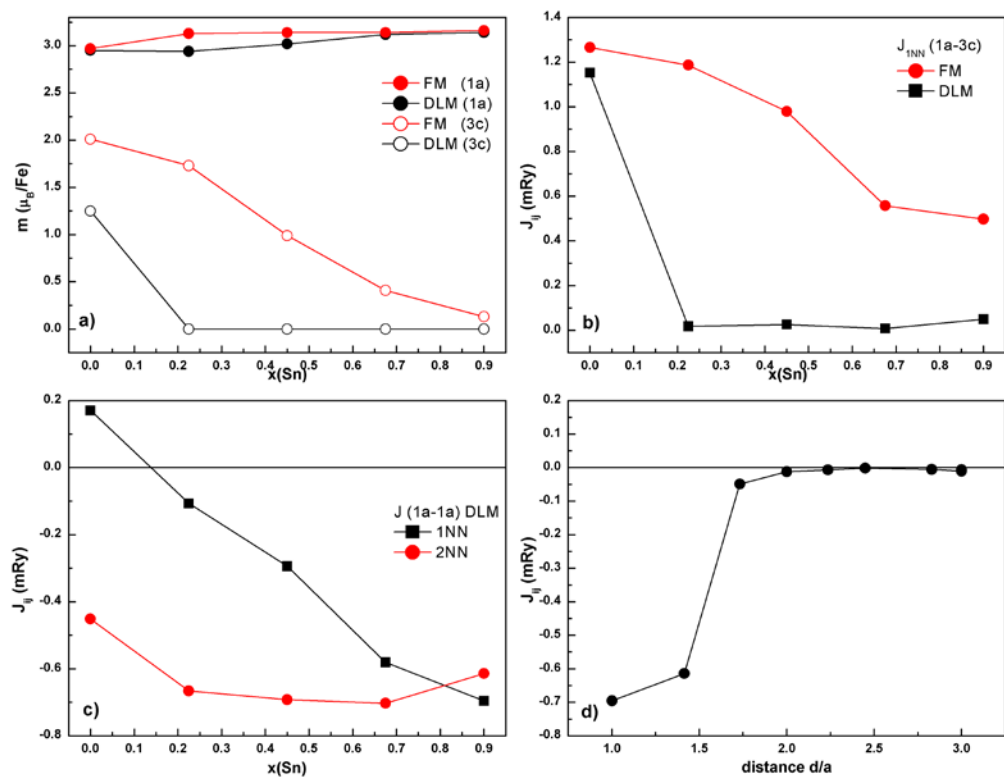 3.0
2.5
2.0
1.5
1.0
0.5
0.0
m (μB/Fe)
FM (1a)
DLM (1a)
FM (3c)
DLM (3c)
a)
0.0 0.1 0.2 0.3 0.4 0.5 0.6 0.7 0.8 0.9
x(Sn)
1.4
1.2
1.0
0.8
0.6
0.4
0.2
0.0
Jij (mRy)
J1NN (1a-3c)
FM
DLM
b)
0.0 0.1 0.2 0.3 0.4 0.5 0.6 0.7 0.8 0.9
x(Sn)
0.2
0.0
-0.2
-0.4
-0.6
-0.8
Jij (mRy)
J (1a-1a) DLM
1NN
2NN
c)
0.0 0.1 0.2 0.3 0.4 0.5 0.6 0.7 0.8 0.9
x(Sn)
0.2
0.1
0.0
-0.1
-0.2
-0.3
-0.4
-0.5
-0.6
-0.7
-0.8
Jij (mRy)
d)
1.0 1.5 2.0 2.5 3.0
distance d/a